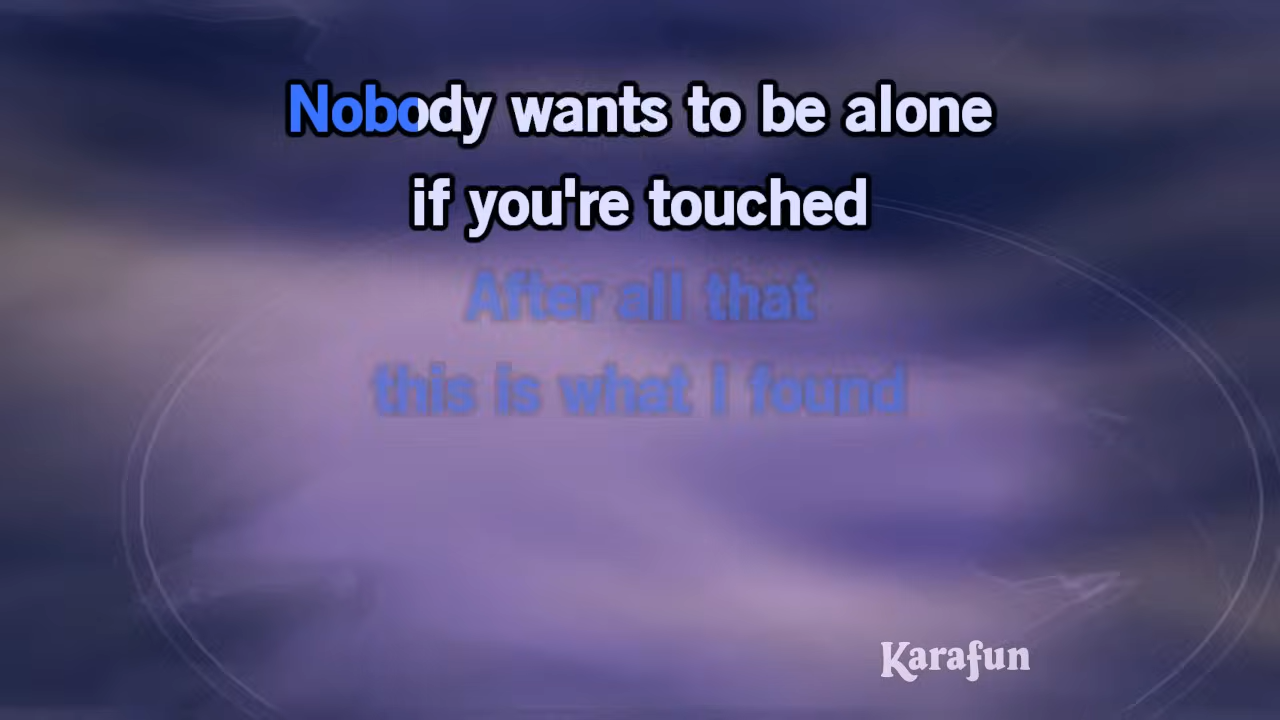 Nobody wants to be alone
if you're touched
After all that
this is what I found
Karafun